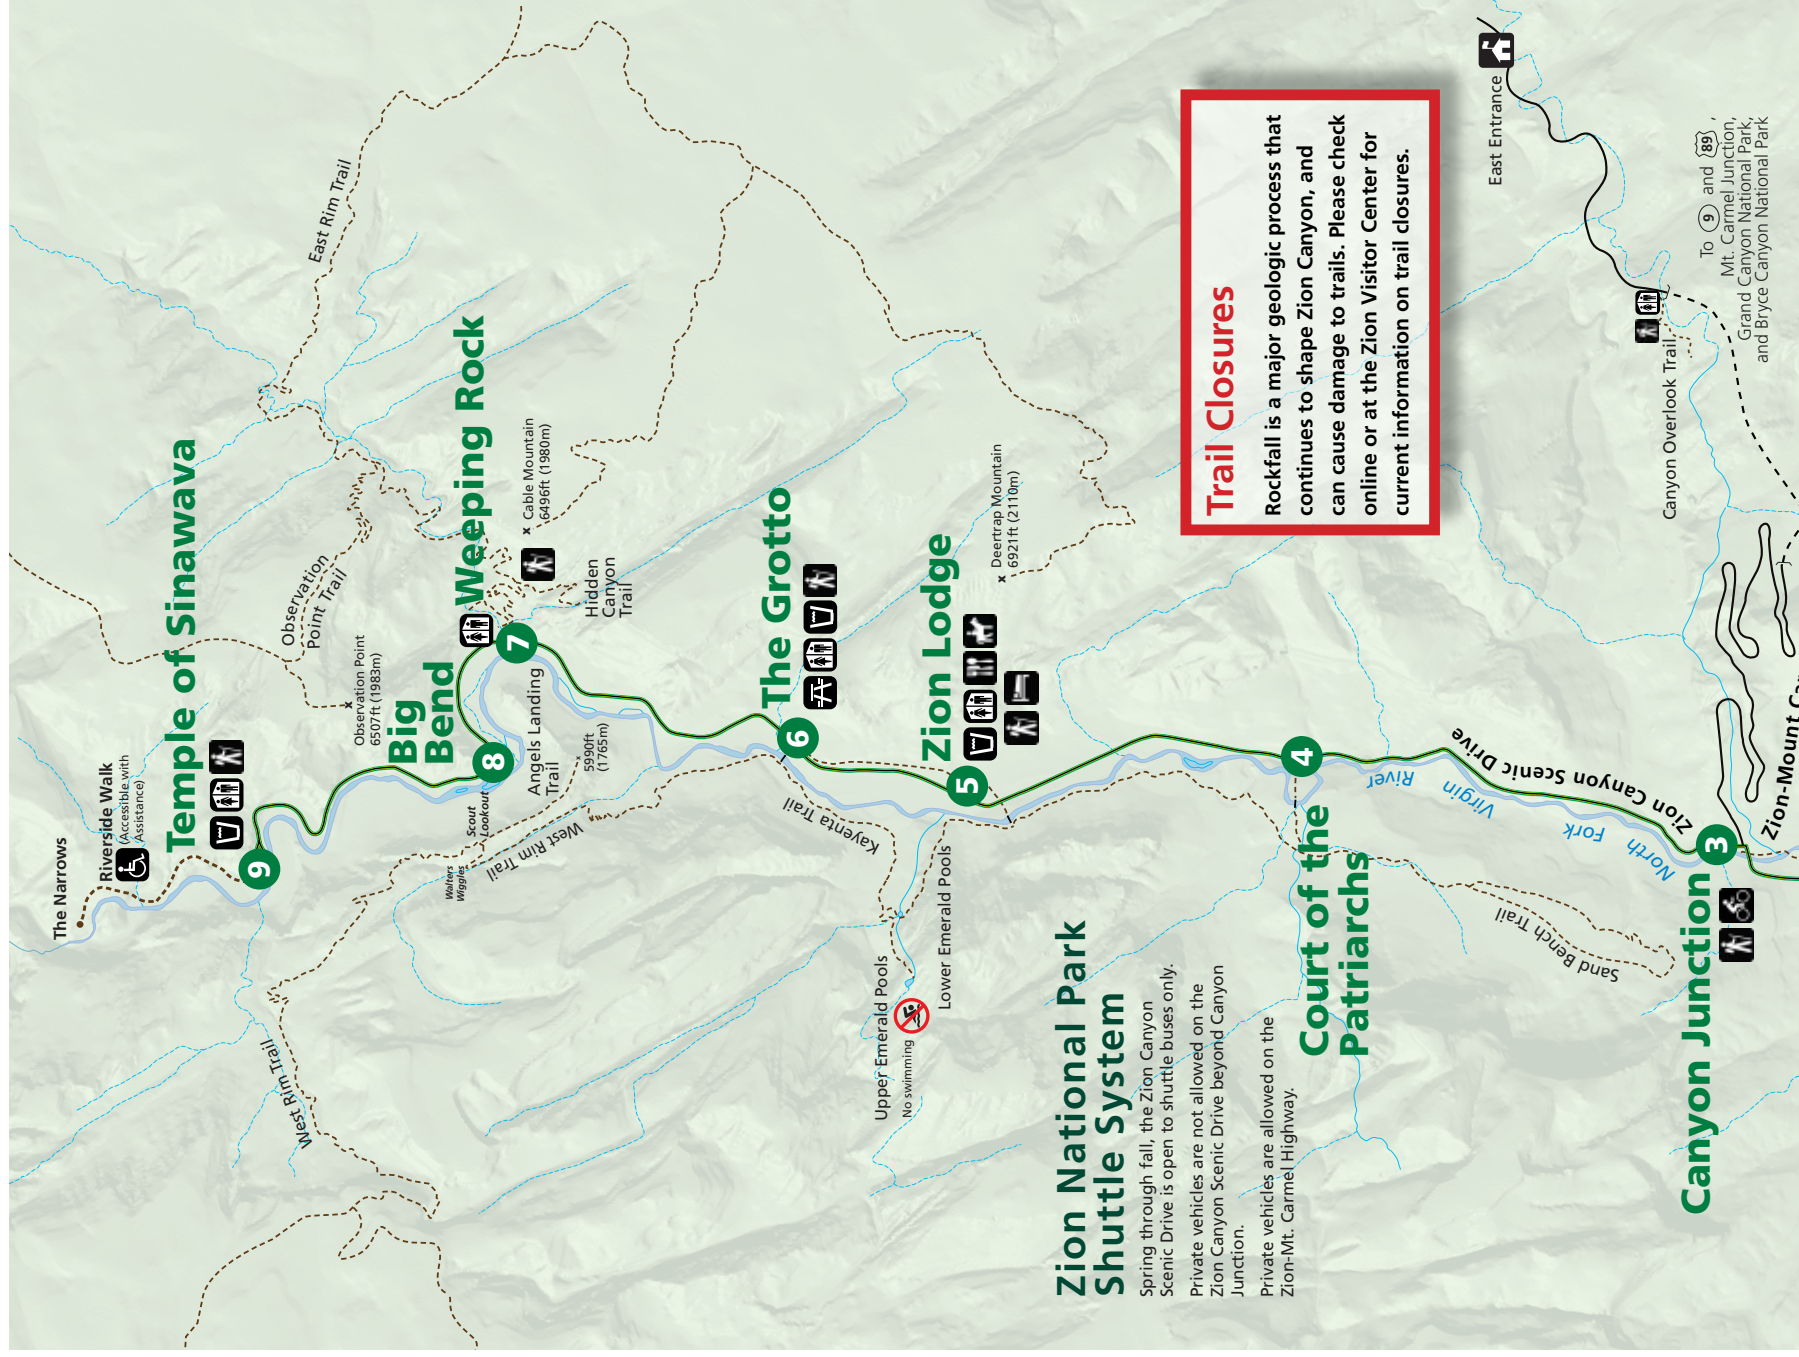 The Narrows
Riverside Walk
(Accessible with
Assistance)
Temple of Sinawava
9
East Rim Trail
Observation
Point Trail
Observation Point
6507ft (1983m)
Big
Bend
8
Weeping Rock
7
Cable Mountain
6496ft (1980m)
Hidden
Canyon
Trail
Angels Landing
Trail
5990ft
(1765m)
Scout
Lookout
Walters
Wiggles
West Rim Trail
West Rim Trail
The Grotto
6
Kayenta Trail
Zion Lodge
5
Deertrap Mountain
6921ft (2110m)
Upper Emerald Pools
No swimming
Lower Emerald Pools
Zion National Park
Shuttle System
Spring through fall, the Zion Canyon
Scenic Drive is open to shuttle buses only.
Private vehicles are not allowed on the
Zion Canyon Scenic Drive beyond Canyon
Junction.
Private vehicles are allowed on the
Zion-Mt. Carmel Highway.
Trail Closures
Rockfall is a major geologic process that
continues to shape Zion Canyon, and
can cause damage to trails. Please check
online or at the Zion Visitor Center for
current information on trail closures.
4
Court of the
Patriarchs
North Fork Virgin River
Zion Canyon Scenic Drive
Sand Bench Trail
3
Canyon Junction
East Entrance
Canyon Overlook Trail
To 9 and 89 ,
Mt. Carmel Junction,
Grand Canyon National Park,
and Bryce Canyon National Park
Zion-Mount